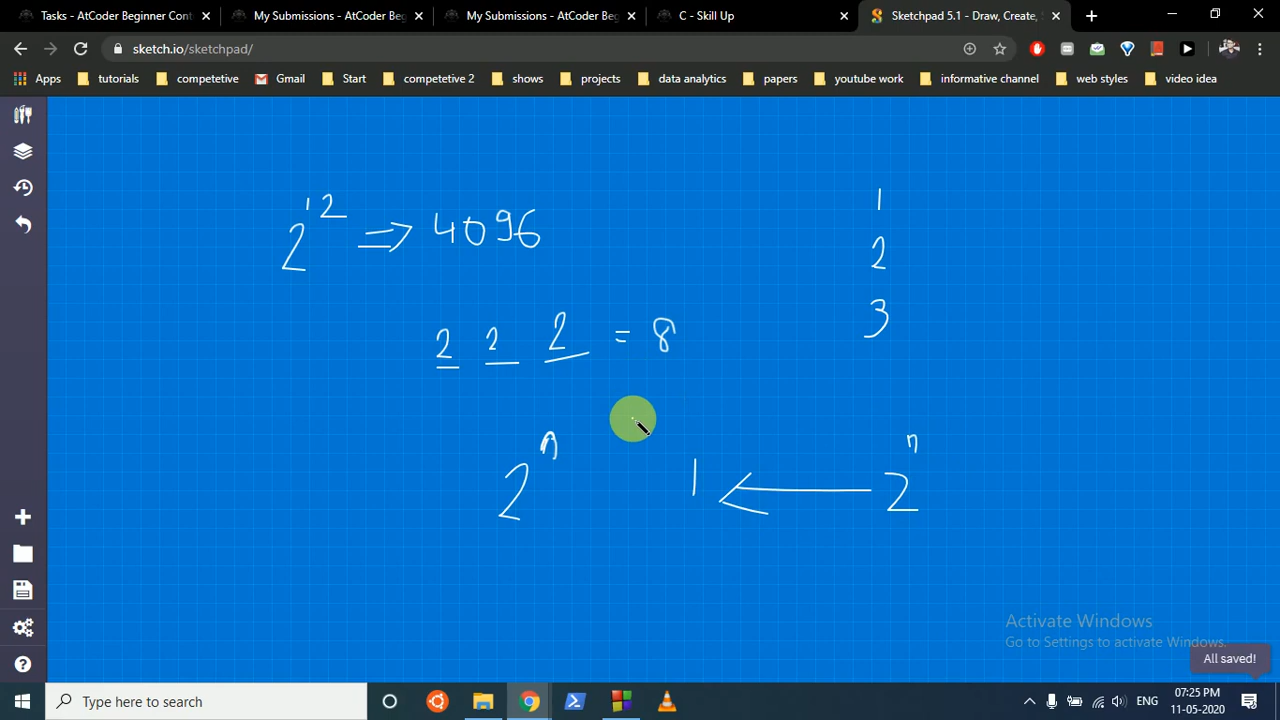 Tasks - AtCoder Beginner Cont
My Submissions - AtCoder Beg
My Submissions - AtCoder Beg
C - Skill Up
Sketchpad 5.1 - Draw, Create,
sketch.io/sketchpad/
Apps tutorials competetive Gmail Start competetive 2 shows projects data analytics papers youtube work informative channel web styles video idea
2^12 ⇒ 4096
1
2
3
2 2 2 = 8
2^n 1 ← 2^n
Activate Windows
Go to Settings to activate Windows.
All saved!
Type here to search
ENG
07:25 PM
11-05-2020